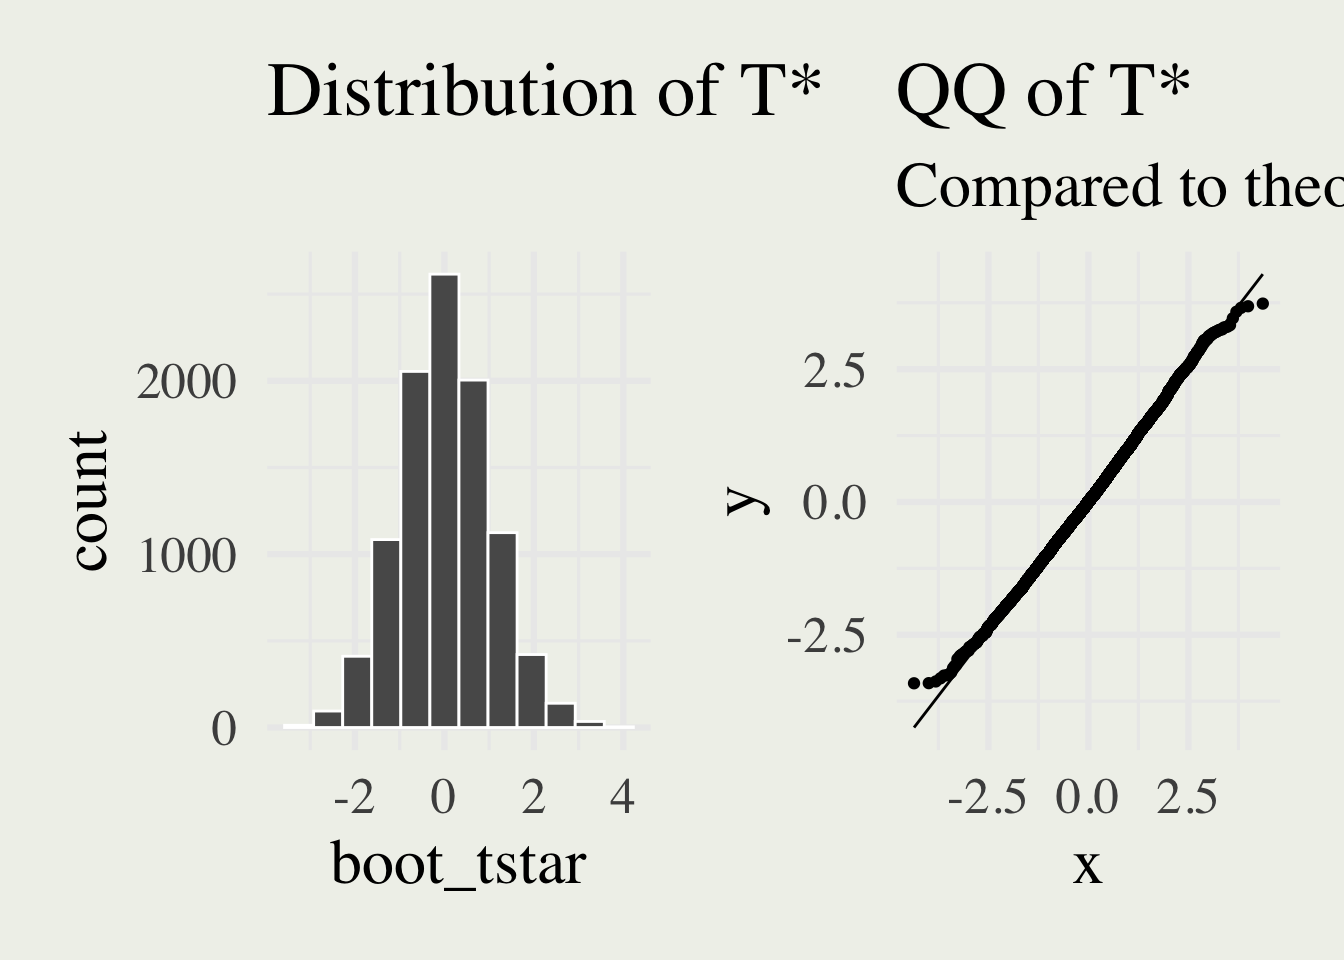 Distribution of T*
count
2000
1000
0
-2 0 2 4
boot_tstar
QQ of T*
Compared to theo
y
2.5
0.0
-2.5
-2.5 0.0 2.5
x